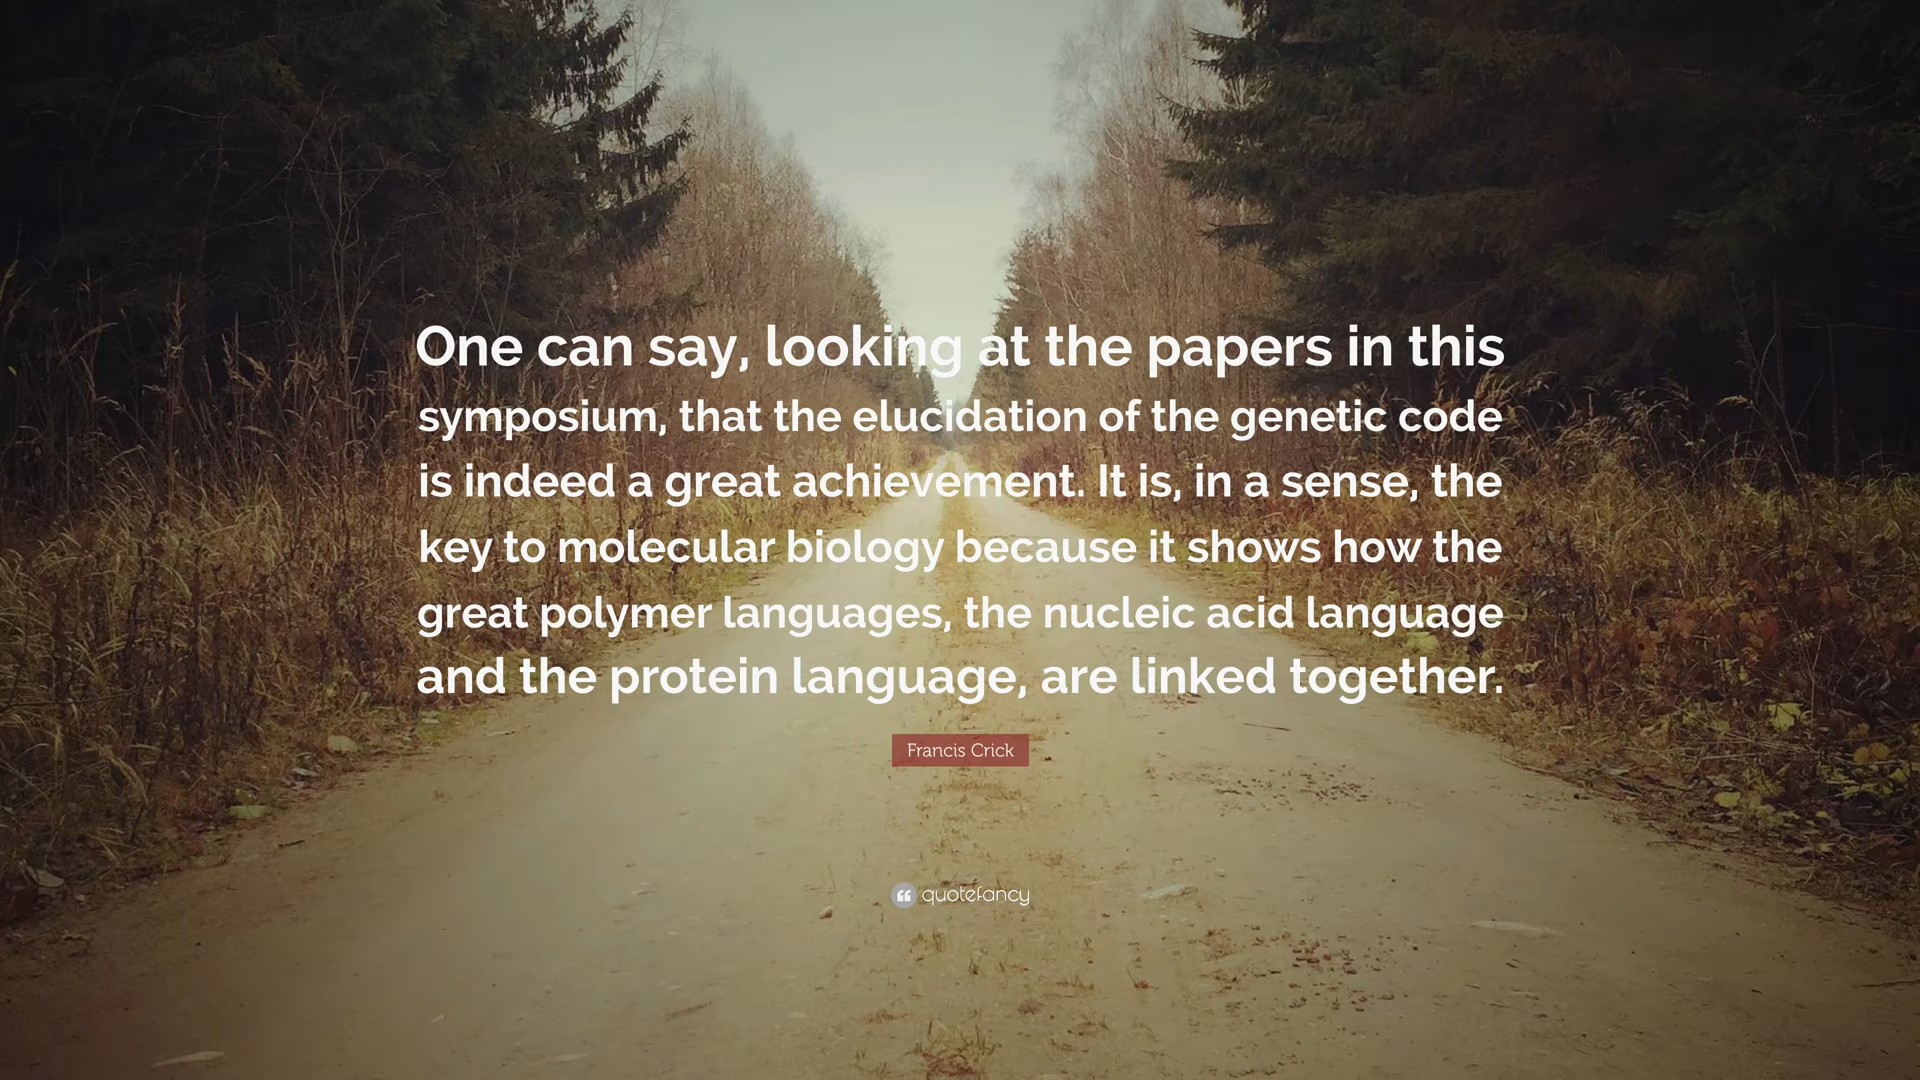 One can say, looking at the papers in this
symposium, that the elucidation of the genetic code
is indeed a great achievement. It is, in a sense, the
key to molecular biology because it shows how the
great polymer languages, the nucleic acid language
and the protein language, are linked together.
Francis Crick
quotefancy